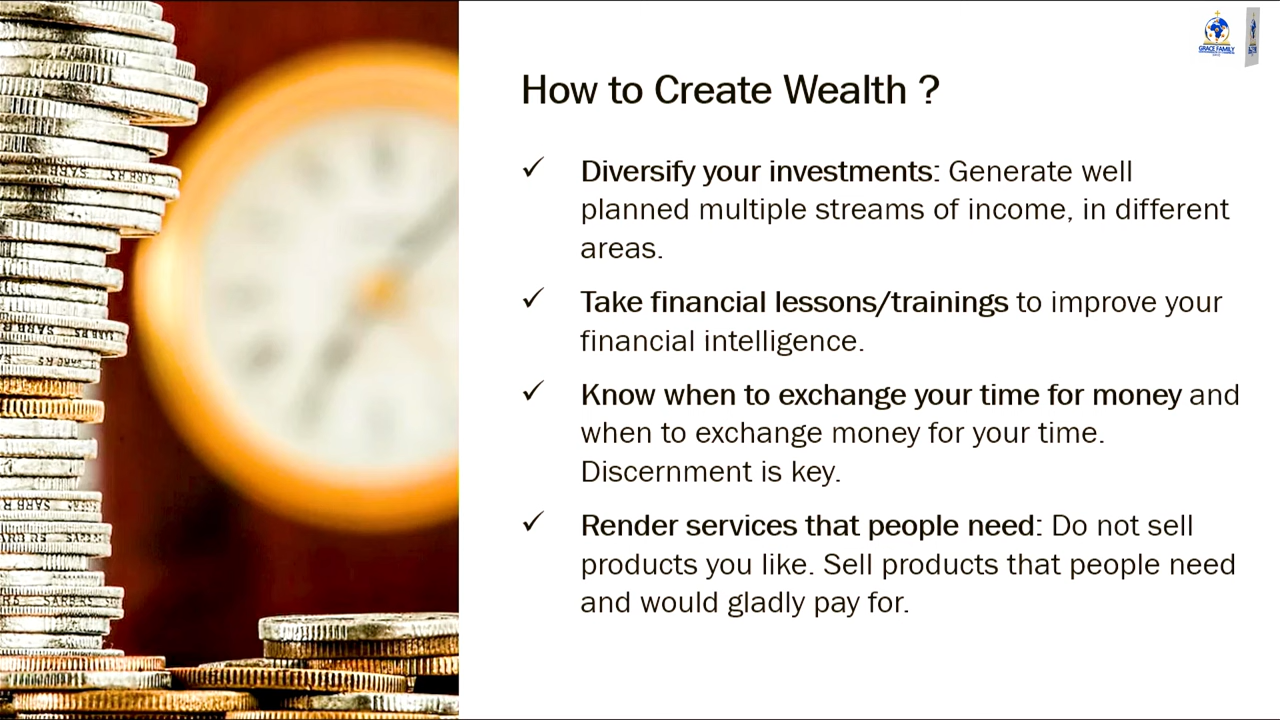 GRACE FAMILY
How to Create Wealth ?
✓ Diversify your investments: Generate well
planned multiple streams of income, in different
areas.
✓ Take financial lessons/trainings to improve your
financial intelligence.
✓ Know when to exchange your time for money and
when to exchange money for your time.
Discernment is key.
✓ Render services that people need: Do not sell
products you like. Sell products that people need
and would gladly pay for.